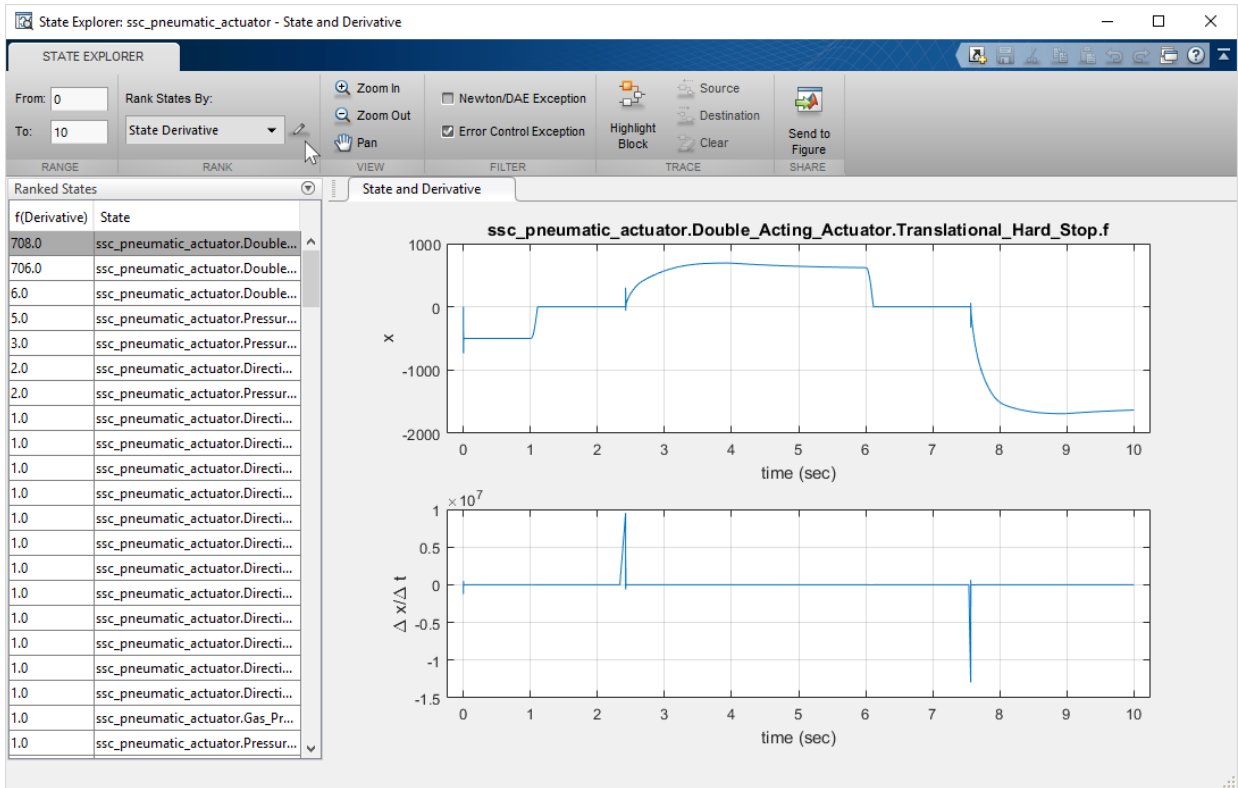 State Explorer: ssc_pneumatic_actuator - State and Derivative
STATE EXPLORER
From: 0
To: 10
RANGE
Rank States By:
State Derivative
RANK
Zoom In
Zoom Out
Pan
VIEW
Newton/DAE Exception
Error Control Exception
FILTER
Highlight
Block
Source
Destination
Clear
TRACE
Send to
Figure
SHARE
Ranked States
f(Derivative) State
708.0 ssc_pneumatic_actuator.Double...
706.0 ssc_pneumatic_actuator.Double...
6.0 ssc_pneumatic_actuator.Double...
5.0 ssc_pneumatic_actuator.Pressur...
3.0 ssc_pneumatic_actuator.Pressur...
2.0 ssc_pneumatic_actuator.Directi...
2.0 ssc_pneumatic_actuator.Pressur...
1.0 ssc_pneumatic_actuator.Directi...
1.0 ssc_pneumatic_actuator.Directi...
1.0 ssc_pneumatic_actuator.Directi...
1.0 ssc_pneumatic_actuator.Directi...
1.0 ssc_pneumatic_actuator.Directi...
1.0 ssc_pneumatic_actuator.Directi...
1.0 ssc_pneumatic_actuator.Directi...
1.0 ssc_pneumatic_actuator.Directi...
1.0 ssc_pneumatic_actuator.Directi...
1.0 ssc_pneumatic_actuator.Directi...
1.0 ssc_pneumatic_actuator.Directi...
1.0 ssc_pneumatic_actuator.Directi...
1.0 ssc_pneumatic_actuator.Gas_Pr...
1.0 ssc_pneumatic_actuator.Pressur...
State and Derivative
ssc_pneumatic_actuator.Double_Acting_Actuator.Translational_Hard_Stop.f
1000
0
-1000
-2000
x
0 1 2 3 4 5 6 7 8 9 10
time (sec)
×10⁷
1
0.5
0
-0.5
-1
-1.5
Δ x/Δ t
0 1 2 3 4 5 6 7 8 9 10
time (sec)